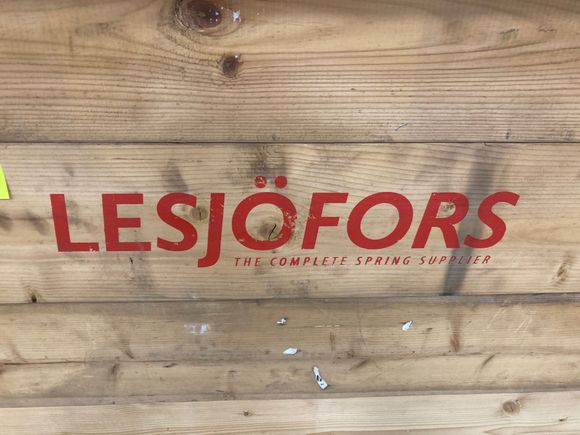 LESJÖFORS
THE COMPLETE SPRING SUPPLIER